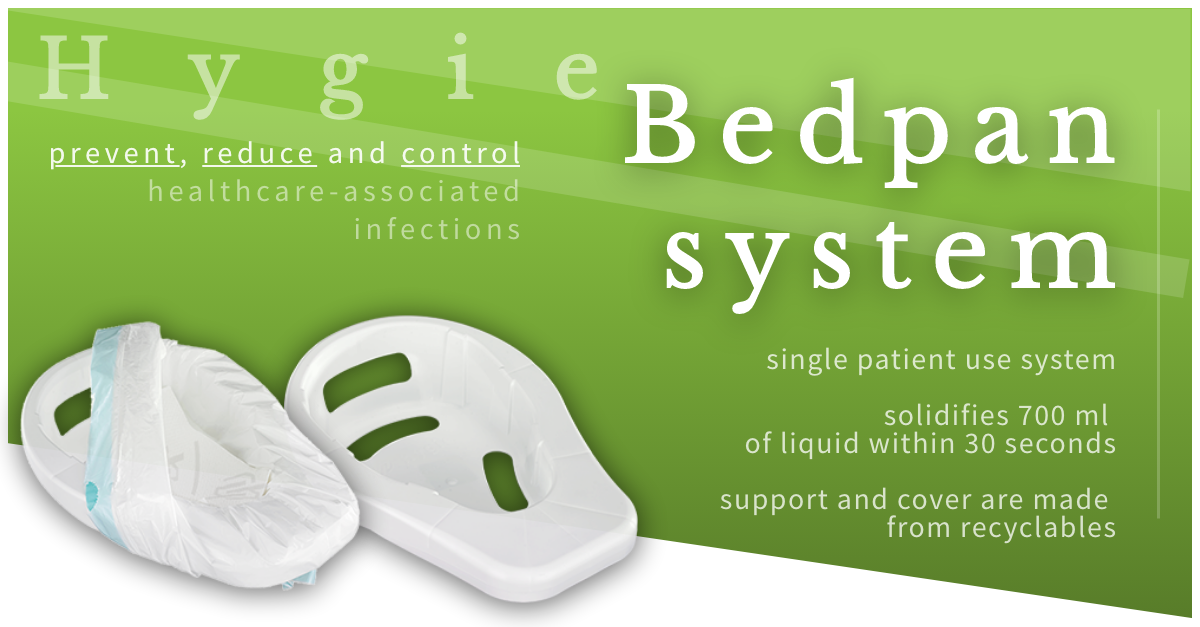 Hygie
prevent, reduce and control
healthcare-associated
infections
Bedpan
system
single patient use system
solidifies 700 ml
of liquid within 30 seconds
support and cover are made
from recyclables